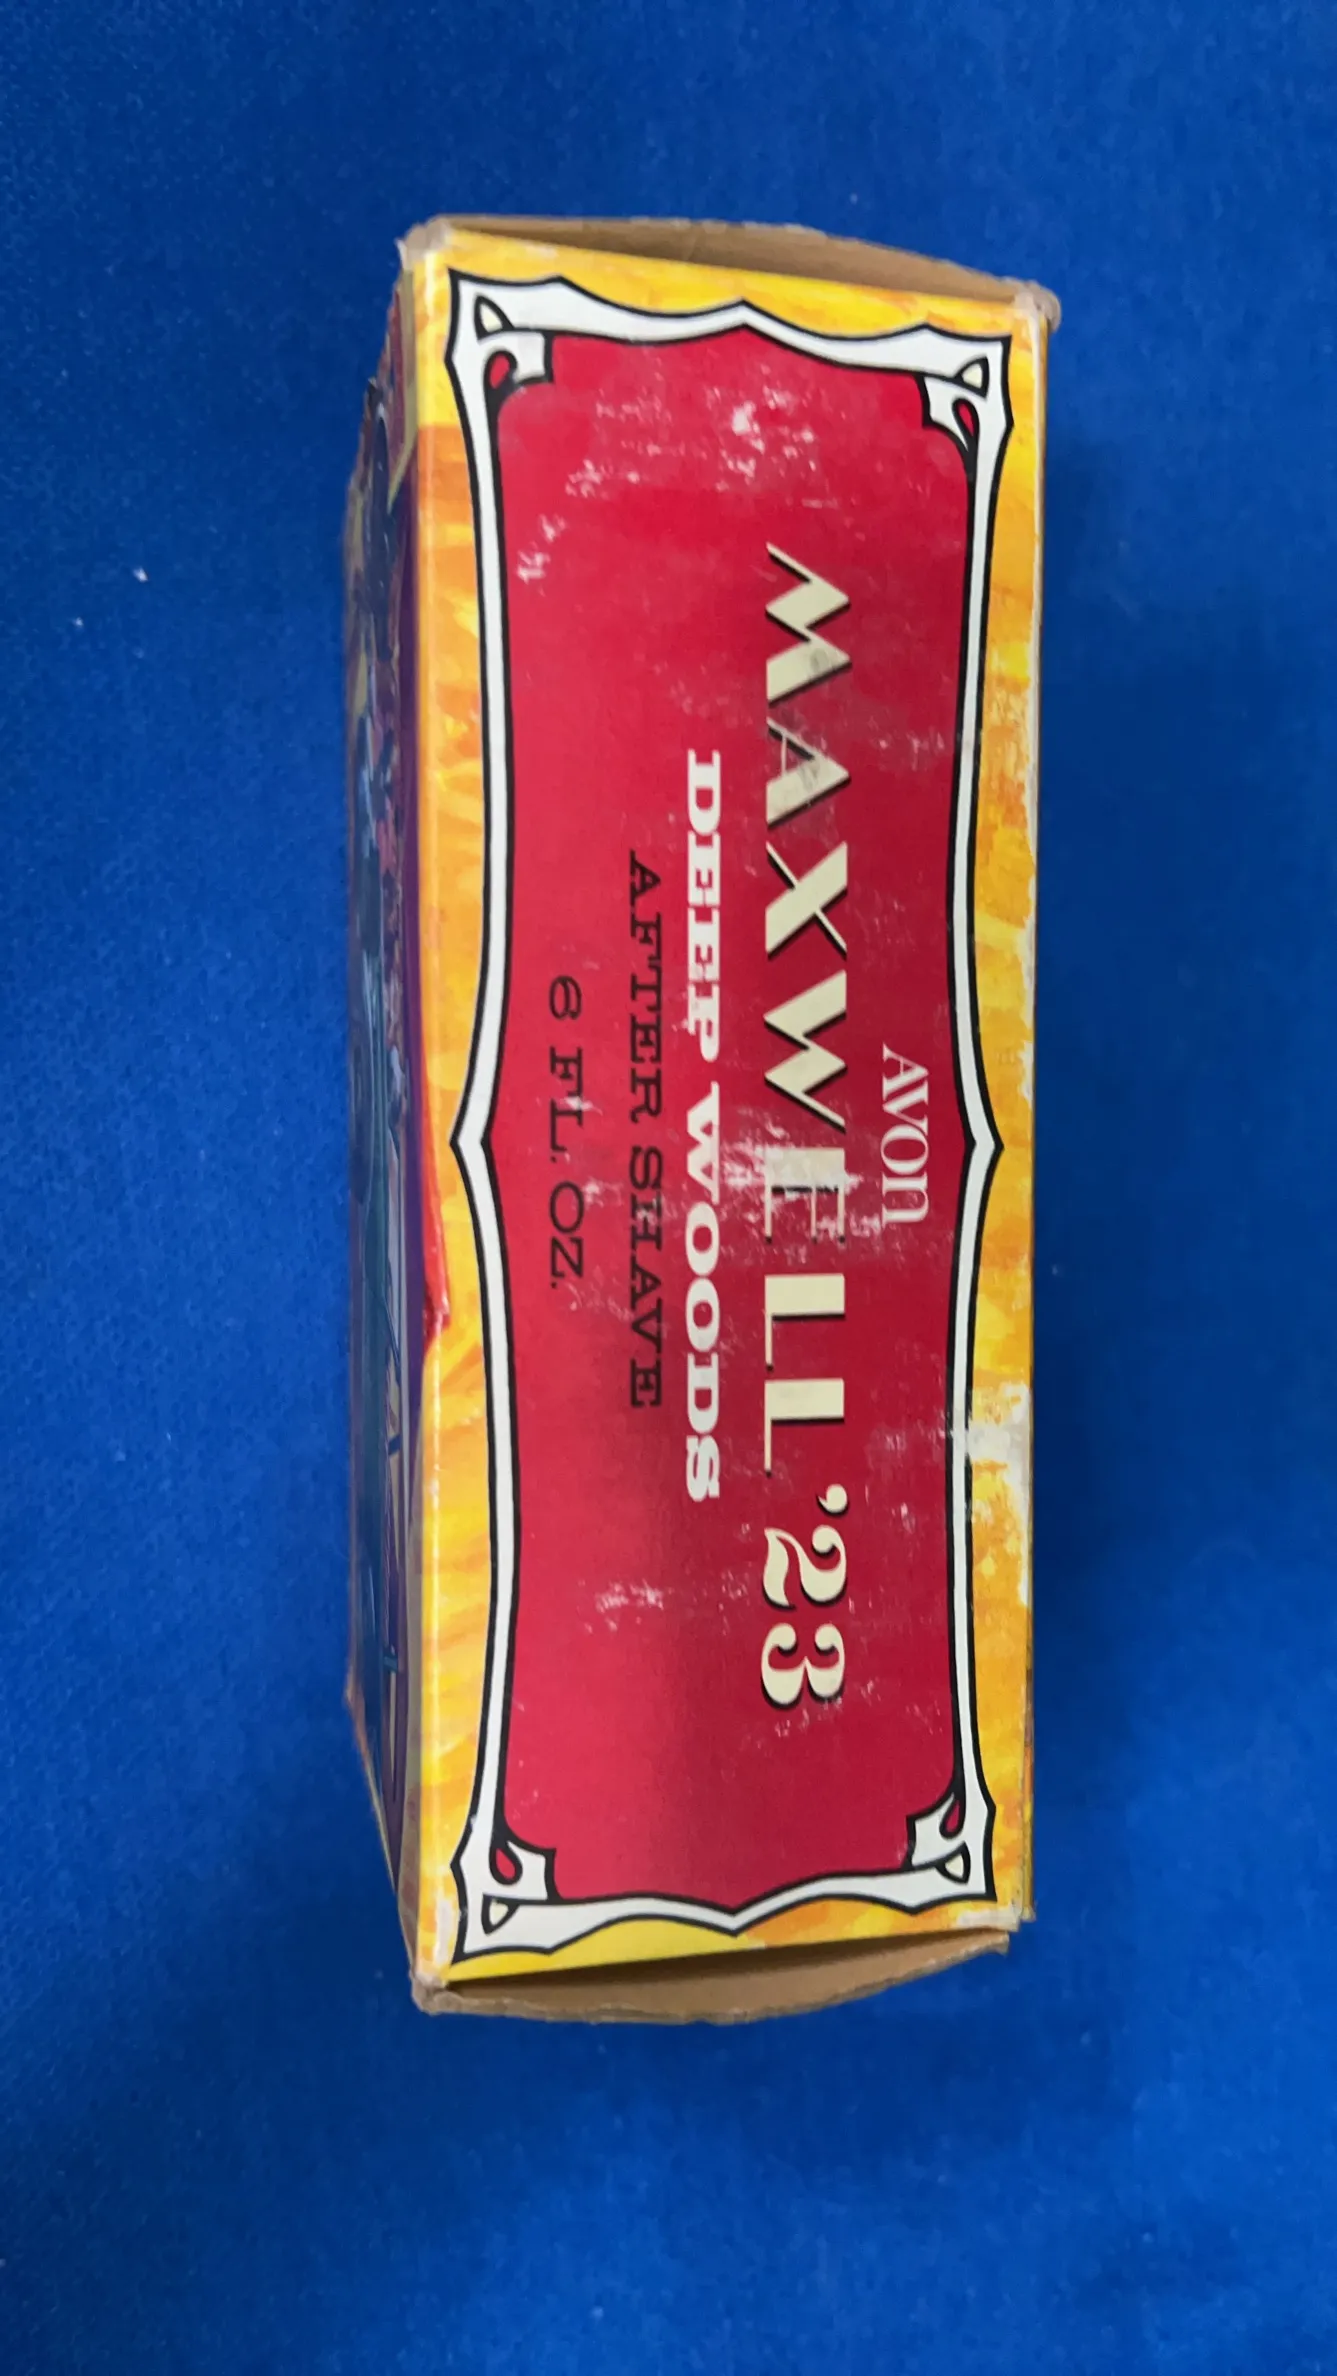 AVON
MAXWELL '23
DEEP WOODS
AFTER SHAVE
6 FL. OZ.